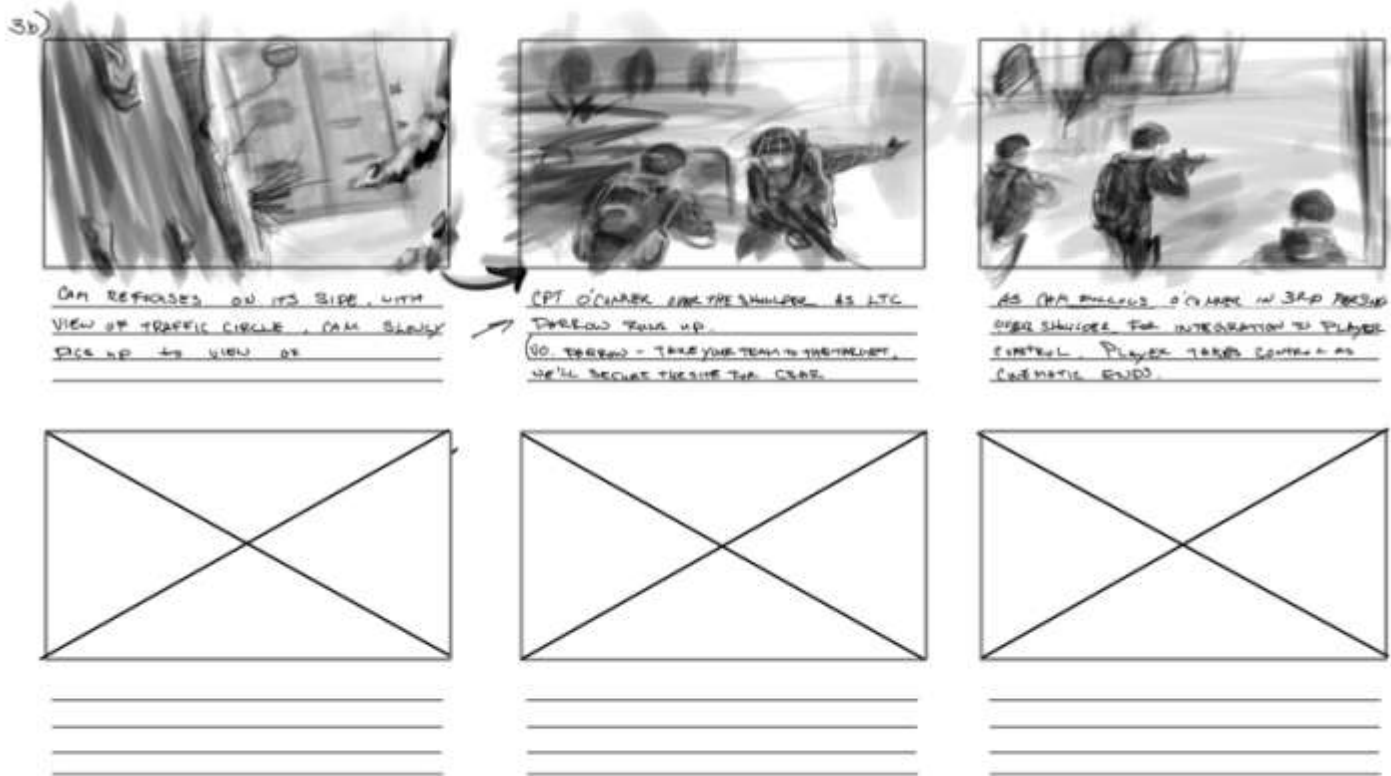 3b)
CAM REFOCUSES ON ITS SIDE, WITH
VIEW OF TRAFFIC CIRCLE, CAM SLOWLY
PICS UP to VIEW OF
CPT O'CONNER OVER THE SHOULDER AS LTC
DARROW RUNS UP.
VO. DARROW - TAKE YOUR TEAM TO THE TARGET,
WE'LL SECURE THE SITE FOR CSAR
AS CAM FOLLOWS O'CONNER IN 3RD PERSON
OVER SHOULDER FOR INTEGRATION TO PLAYER
CONTROL. PLAYER TAKES CONTROL AS
CINEMATIC ENDS.